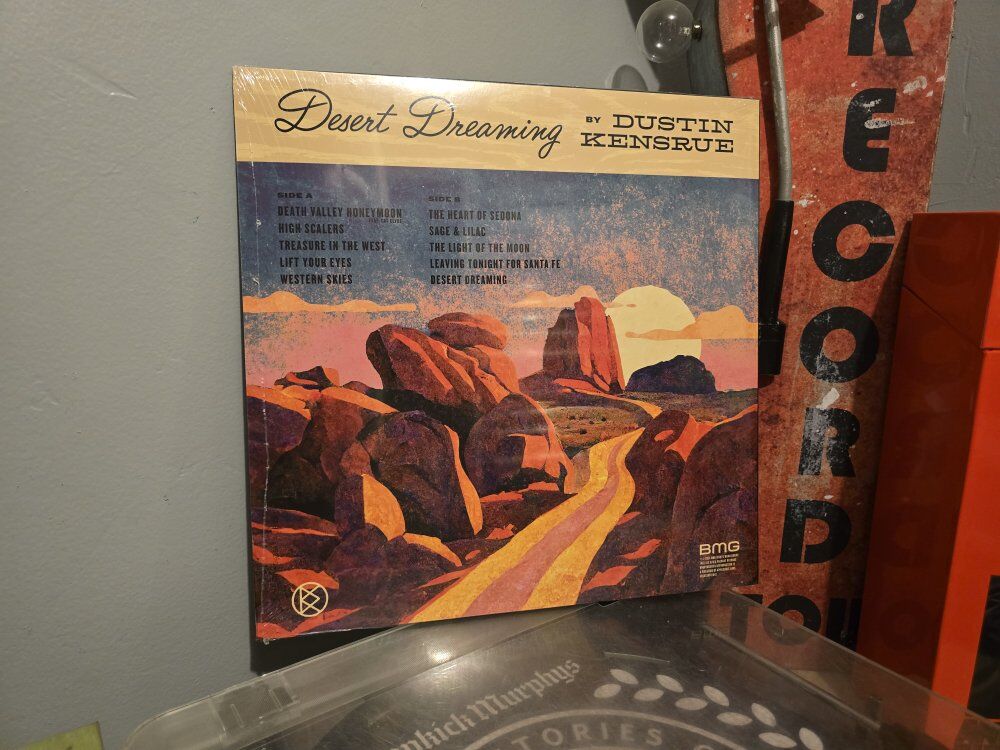 Desert Dreaming BY DUSTIN
KENSRUE
SIDE A
DEATH VALLEY HONEYMOON
HIGH SCALERS
TREASURE IN THE WEST
LIFT YOUR EYES
WESTERN SKIES
SIDE B
THE HEART OF SEDONA
SAGE & LILAC
THE LIGHT OF THE MOON
LEAVING TONIGHT FOR SANTA FE
DESERT DREAMING
BMG
RECORD